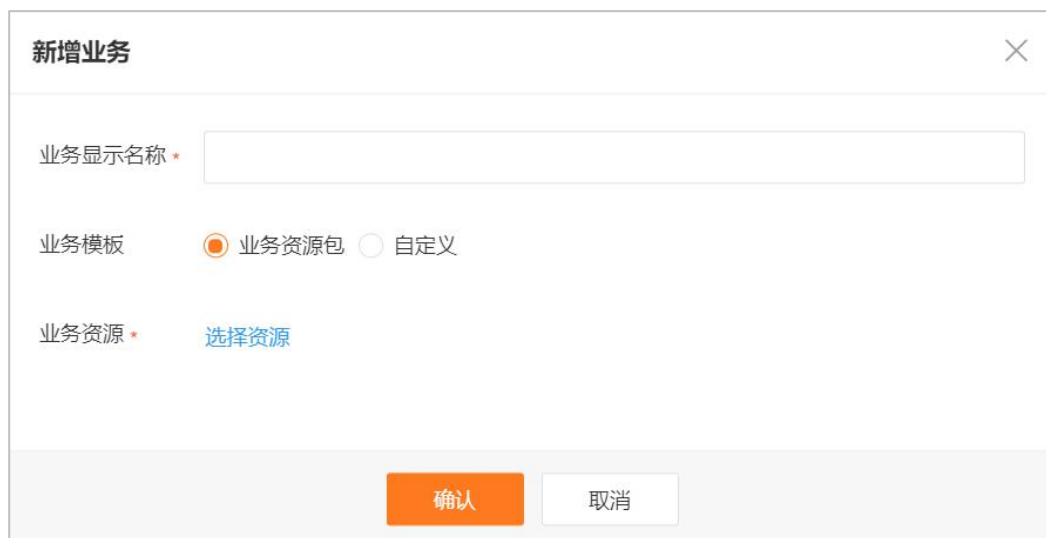 新增业务
业务显示名称 *
业务模板 业务资源包 自定义
业务资源 * 选择资源
确认 取消